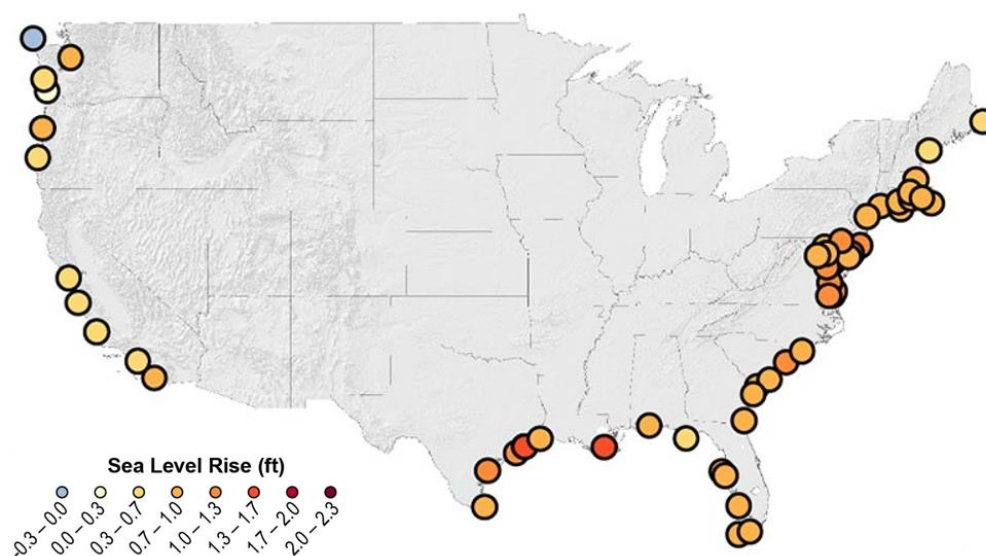 Sea Level Rise (ft)
-0.3 – 0.0
0.0 – 0.3
0.3 – 0.7
0.7 – 1.0
1.0 – 1.3
1.3 – 1.7
1.7 – 2.0
2.0 – 2.3